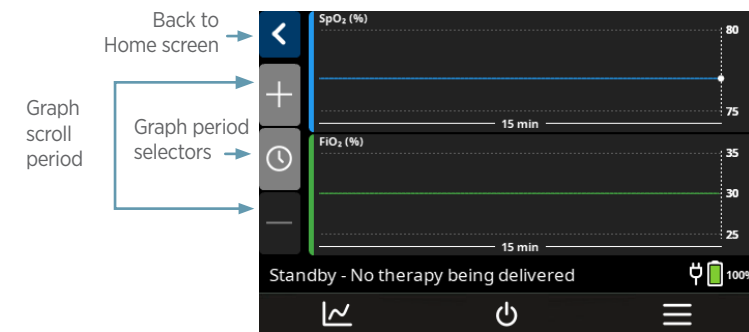 Back to
Home screen
Graph
scroll
period
Graph period
selectors
SpO₂ (%)
80
75
15 min
FiO₂ (%)
35
30
25
15 min
Standby - No therapy being delivered
100%